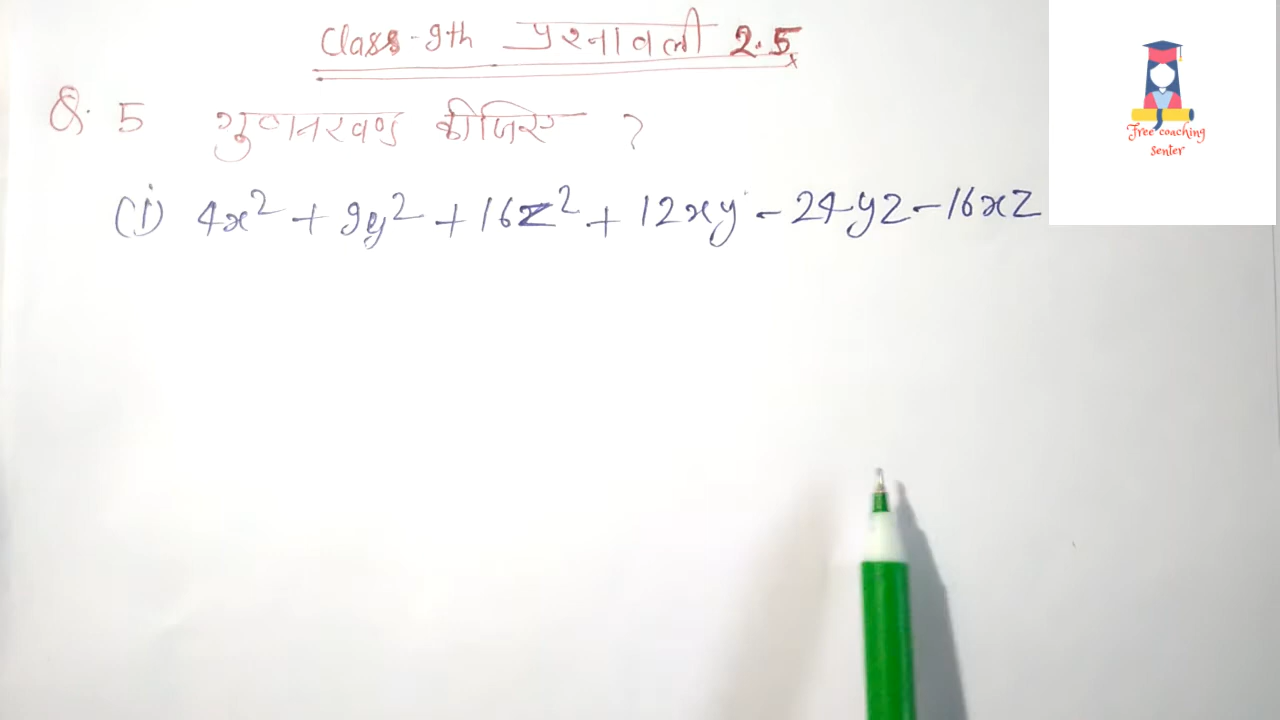 Class-9th प्रश्नावली 2.5
Q. 5 गुणनखण्ड कीजिए ?
(i) 4x² + 9y² + 16z² + 12xy - 24yz - 16xz
Free coaching
senter